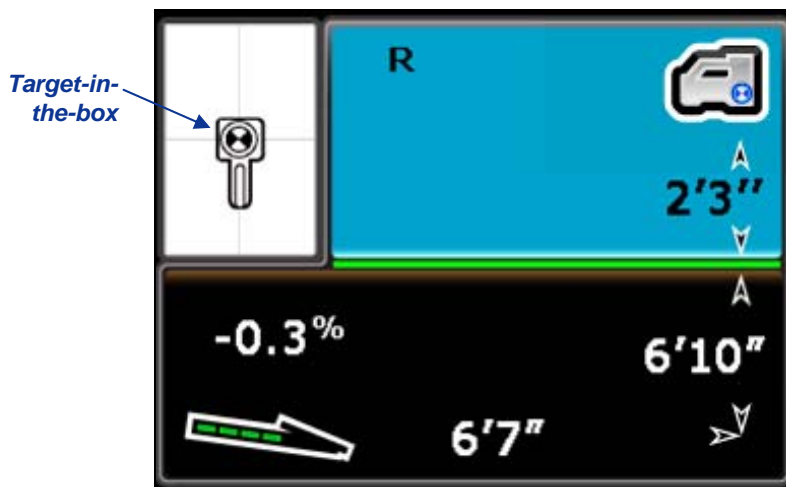 Target-in-
the-box
R
2'3''
-0.3%
6'10"
6'7"